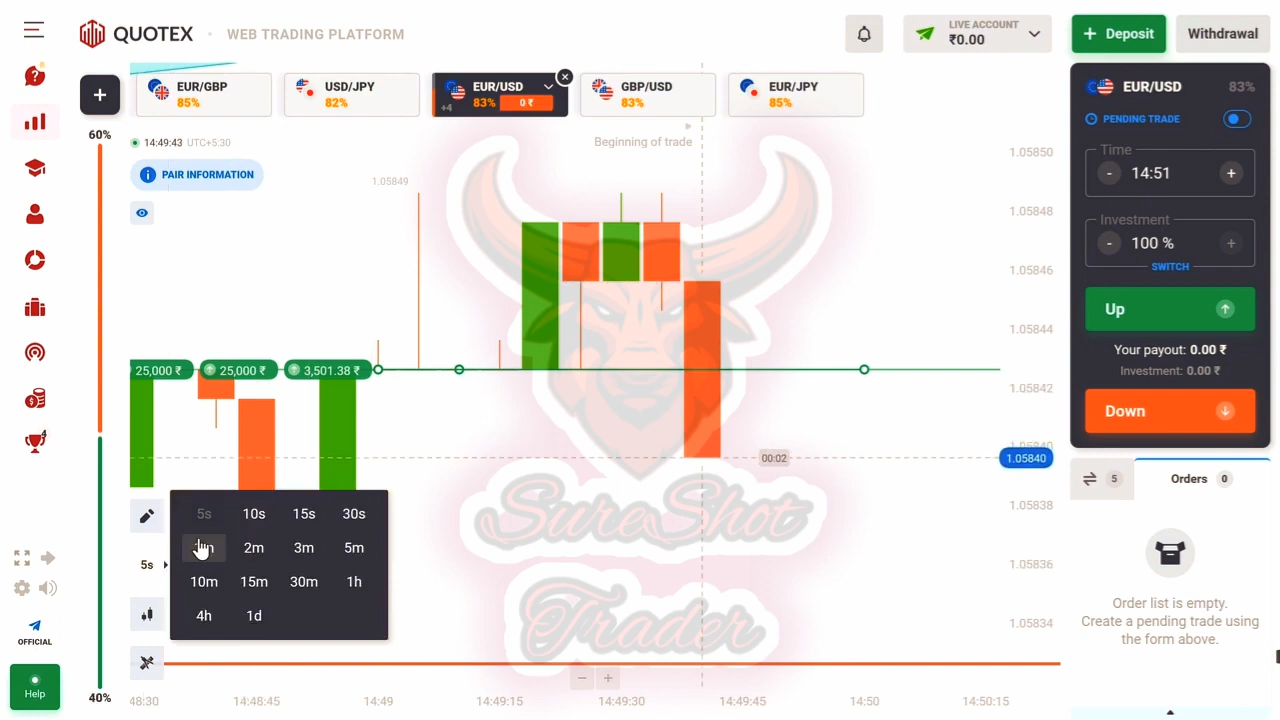 QUOTEX
WEB TRADING PLATFORM
LIVE ACCOUNT
₹0.00
+ Deposit
Withdrawal
+
EUR/GBP
85%
USD/JPY
82%
EUR/USD
+4
83%
0 ₹
GBP/USD
83%
EUR/JPY
85%
EUR/USD
83%
PENDING TRADE
Time
- 14:51 +
Investment
- 100 % +
SWITCH
Up
Your payout: 0.00 ₹
Investment: 0.00 ₹
Down
5
Orders 0
Order list is empty.
Create a pending trade using
the form above.
60%
40%
14:49:43 UTC+5:30
PAIR INFORMATION
Beginning of trade
1.05849
1.05850
1.05848
1.05846
1.05844
1.05842
1.05840
1.05840
1.05838
1.05836
1.05834
25,000 ₹
25,000 ₹
3,501.38 ₹
00:02
SureShot
Trader
5s
5s 10s 15s 30s
2m 3m 5m
10m 15m 30m 1h
4h 1d
4
OFFICIAL
Help
- +
48:30
14:48:45
14:49
14:49:15
14:49:30
14:49:45
14:50
14:50:15